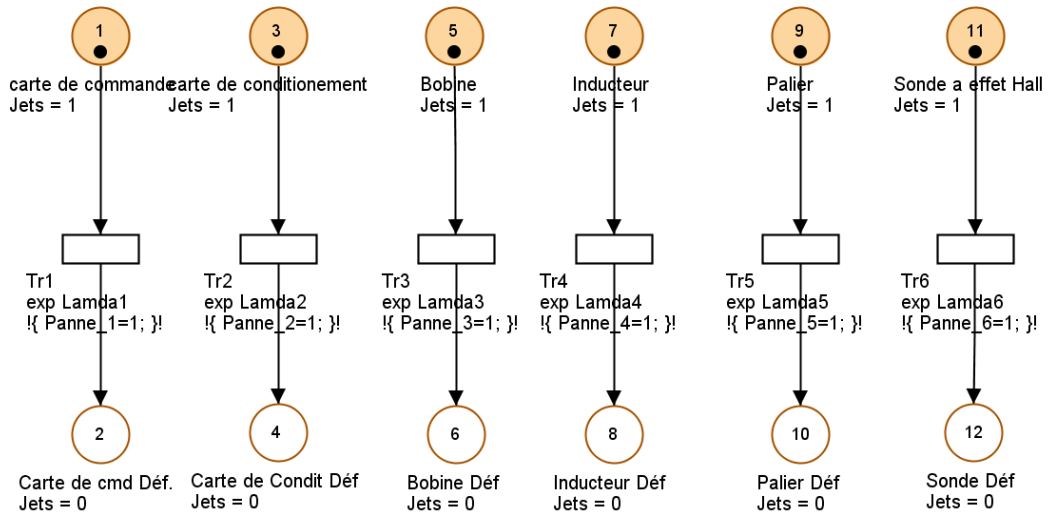 1 3 5 7 9 11
carte de commande carte de conditionement Bobine Inducteur Palier Sonde a effet Hall
Jets = 1 Jets = 1 Jets = 1 Jets = 1 Jets = 1 Jets = 1
Tr1 Tr2 Tr3 Tr4 Tr5 Tr6
exp Lamda1 exp Lamda2 exp Lamda3 exp Lamda4 exp Lamda5 exp Lamda6
!{ Panne_1=1; }! !{ Panne_2=1; }! !{ Panne_3=1; }! !{ Panne_4=1; }! !{ Panne_5=1; }! !{ Panne_6=1; }!
2 4 6 8 10 12
Carte de cmd Déf. Carte de Condit Déf Bobine Déf Inducteur Déf Palier Déf Sonde Déf
Jets = 0 Jets = 0 Jets = 0 Jets = 0 Jets = 0 Jets = 0